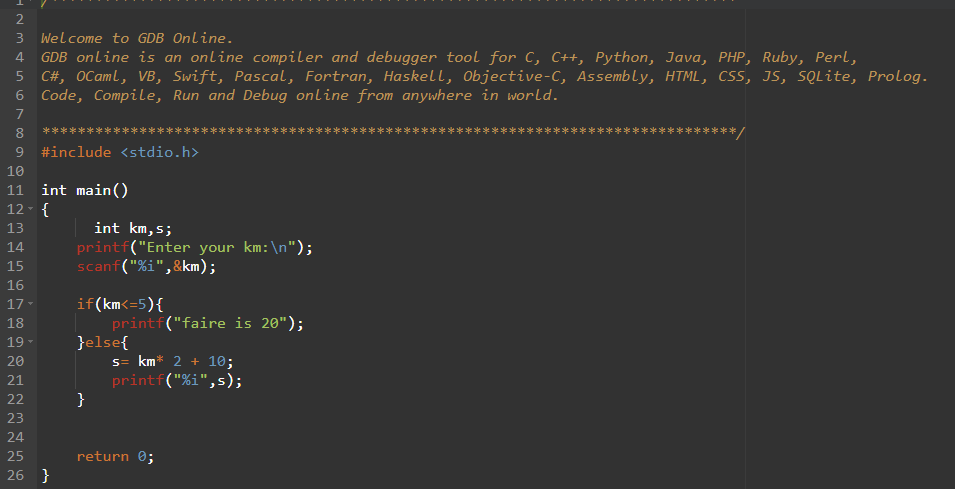 1 /******************************************************************************
2
3 Welcome to GDB Online.
4 GDB online is an online compiler and debugger tool for C, C++, Python, Java, PHP, Ruby, Perl,
5 C#, OCaml, VB, Swift, Pascal, Fortran, Haskell, Objective-C, Assembly, HTML, CSS, JS, SQLite, Prolog.
6 Code, Compile, Run and Debug online from anywhere in world.
7
8 *******************************************************************************/
9 #include <stdio.h>
10
11 int main()
12 {
13       int km,s;
14     printf("Enter your km:\n");
15     scanf("%i",&km);
16
17     if(km<=5){
18         printf("faire is 20");
19     }else{
20         s= km* 2 + 10;
21         printf("%i",s);
22     }
23
24
25     return 0;
26 }